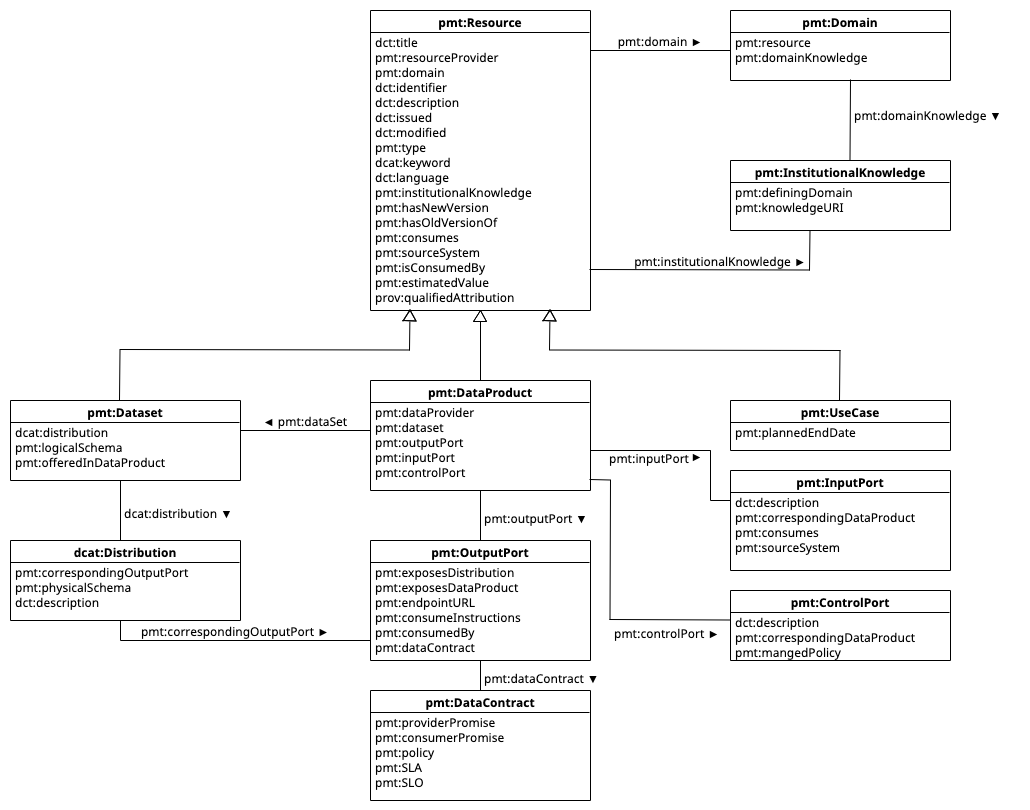 pmt:Resource
dct:title
pmt:resourceProvider
pmt:domain
dct:identifier
dct:description
dct:issued
dct:modified
pmt:type
dcat:keyword
dct:language
pmt:institutionalKnowledge
pmt:hasNewVersion
pmt:hasOldVersionOf
pmt:consumes
pmt:sourceSystem
pmt:isConsumedBy
pmt:estimatedValue
prov:qualifiedAttribution
pmt:domain ►
pmt:Domain
pmt:resource
pmt:domainKnowledge
pmt:domainKnowledge ▼
pmt:InstitutionalKnowledge
pmt:definingDomain
pmt:knowledgeURI
pmt:institutionalKnowledge ►
pmt:Dataset
dcat:distribution
pmt:logicalSchema
pmt:offeredInDataProduct
◄ pmt:dataSet
pmt:DataProduct
pmt:dataProvider
pmt:dataset
pmt:outputPort
pmt:inputPort
pmt:controlPort
pmt:UseCase
pmt:plannedEndDate
pmt:inputPort ►
pmt:InputPort
dct:description
pmt:correspondingDataProduct
pmt:consumes
pmt:sourceSystem
dcat:distribution ▼
pmt:outputPort ▼
dcat:Distribution
pmt:correspondingOutputPort
pmt:physicalSchema
dct:description
pmt:correspondingOutputPort ►
pmt:OutputPort
pmt:exposesDistribution
pmt:exposesDataProduct
pmt:endpointURL
pmt:consumeInstructions
pmt:consumedBy
pmt:dataContract
pmt:controlPort ►
pmt:ControlPort
dct:description
pmt:correspondingDataProduct
pmt:mangedPolicy
pmt:dataContract ▼
pmt:DataContract
pmt:providerPromise
pmt:consumerPromise
pmt:policy
pmt:SLA
pmt:SLO